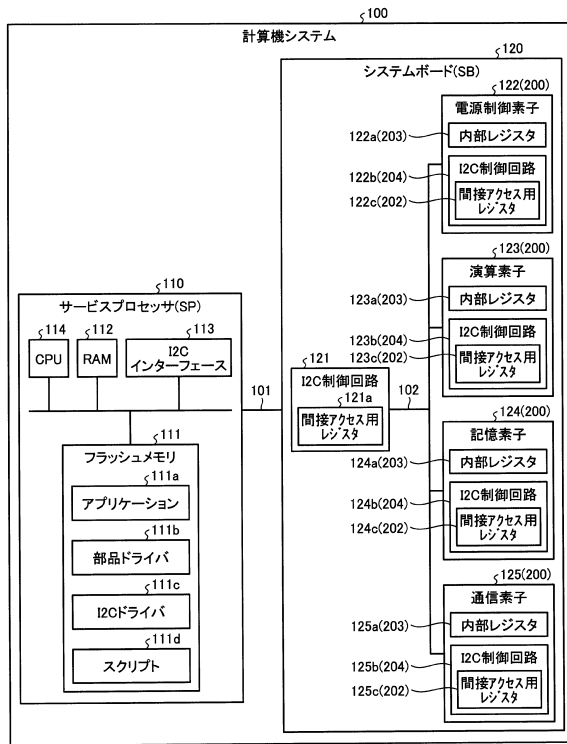 100
計算機システム
110
サービスプロセッサ(SP)
114
CPU
112
RAM
113
I2C
インターフェース
111
フラッシュメモリ
111a
アプリケーション
111b
部品ドライバ
111c
I2Cドライバ
111d
スクリプト
101
120
システムボード(SB)
121
I2C制御回路
121a
間接アクセス用
レジスタ
102
122(200)
電源制御素子
122a(203)
内部レジスタ
122b(204)
I2C制御回路
122c(202)
間接アクセス用
レジスタ
123(200)
演算素子
123a(203)
内部レジスタ
123b(204)
I2C制御回路
123c(202)
間接アクセス用
レジスタ
124(200)
記憶素子
124a(203)
内部レジスタ
124b(204)
I2C制御回路
124c(202)
間接アクセス用
レジスタ
125(200)
通信素子
125a(203)
内部レジスタ
125b(204)
I2C制御回路
125c(202)
間接アクセス用
レジスタ